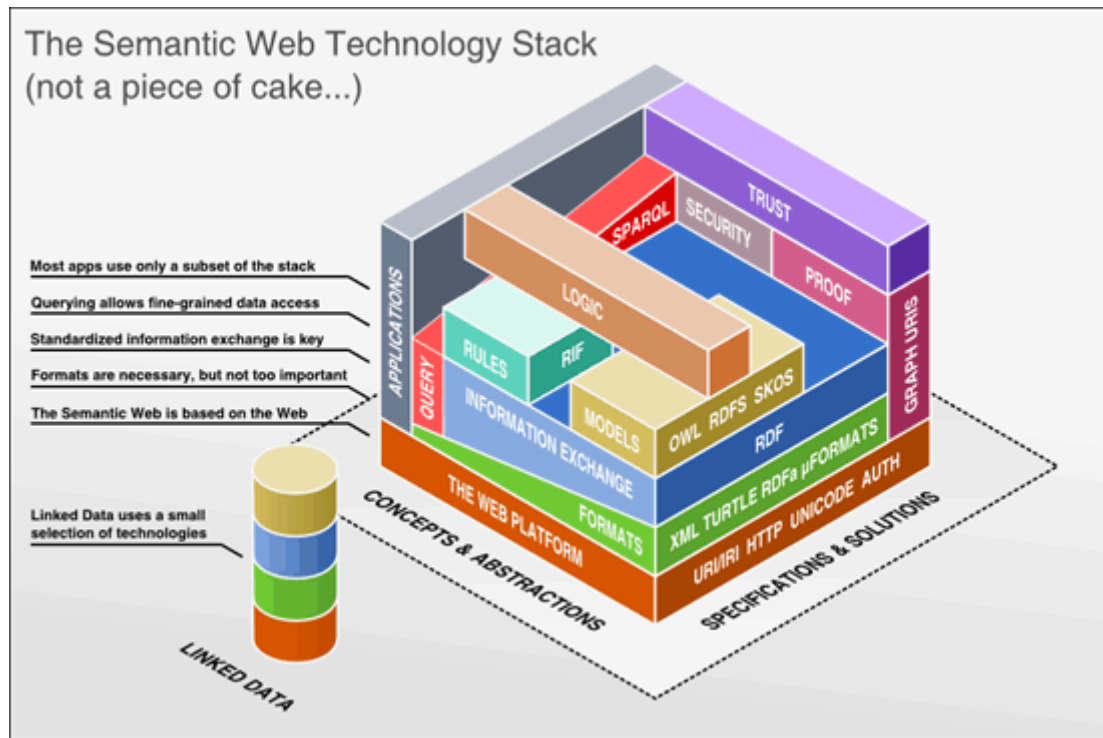 The Semantic Web Technology Stack
(not a piece of cake...)
Most apps use only a subset of the stack
Querying allows fine-grained data access
Standardized information exchange is key
Formats are necessary, but not too important
The Semantic Web is based on the Web
Linked Data uses a small
selection of technologies
LINKED DATA
APPLICATIONS
QUERY
RULES
RIF
LOGIC
SPARQL
SECURITY
TRUST
PROOF
GRAPH URIS
MODELS
OWL RDFS SKOS
INFORMATION EXCHANGE
RDF
FORMATS
XML TURTLE RDFa µFORMATS
THE WEB PLATFORM
URI/IRI HTTP UNICODE AUTH
CONCEPTS & ABSTRACTIONS
SPECIFICATIONS & SOLUTIONS